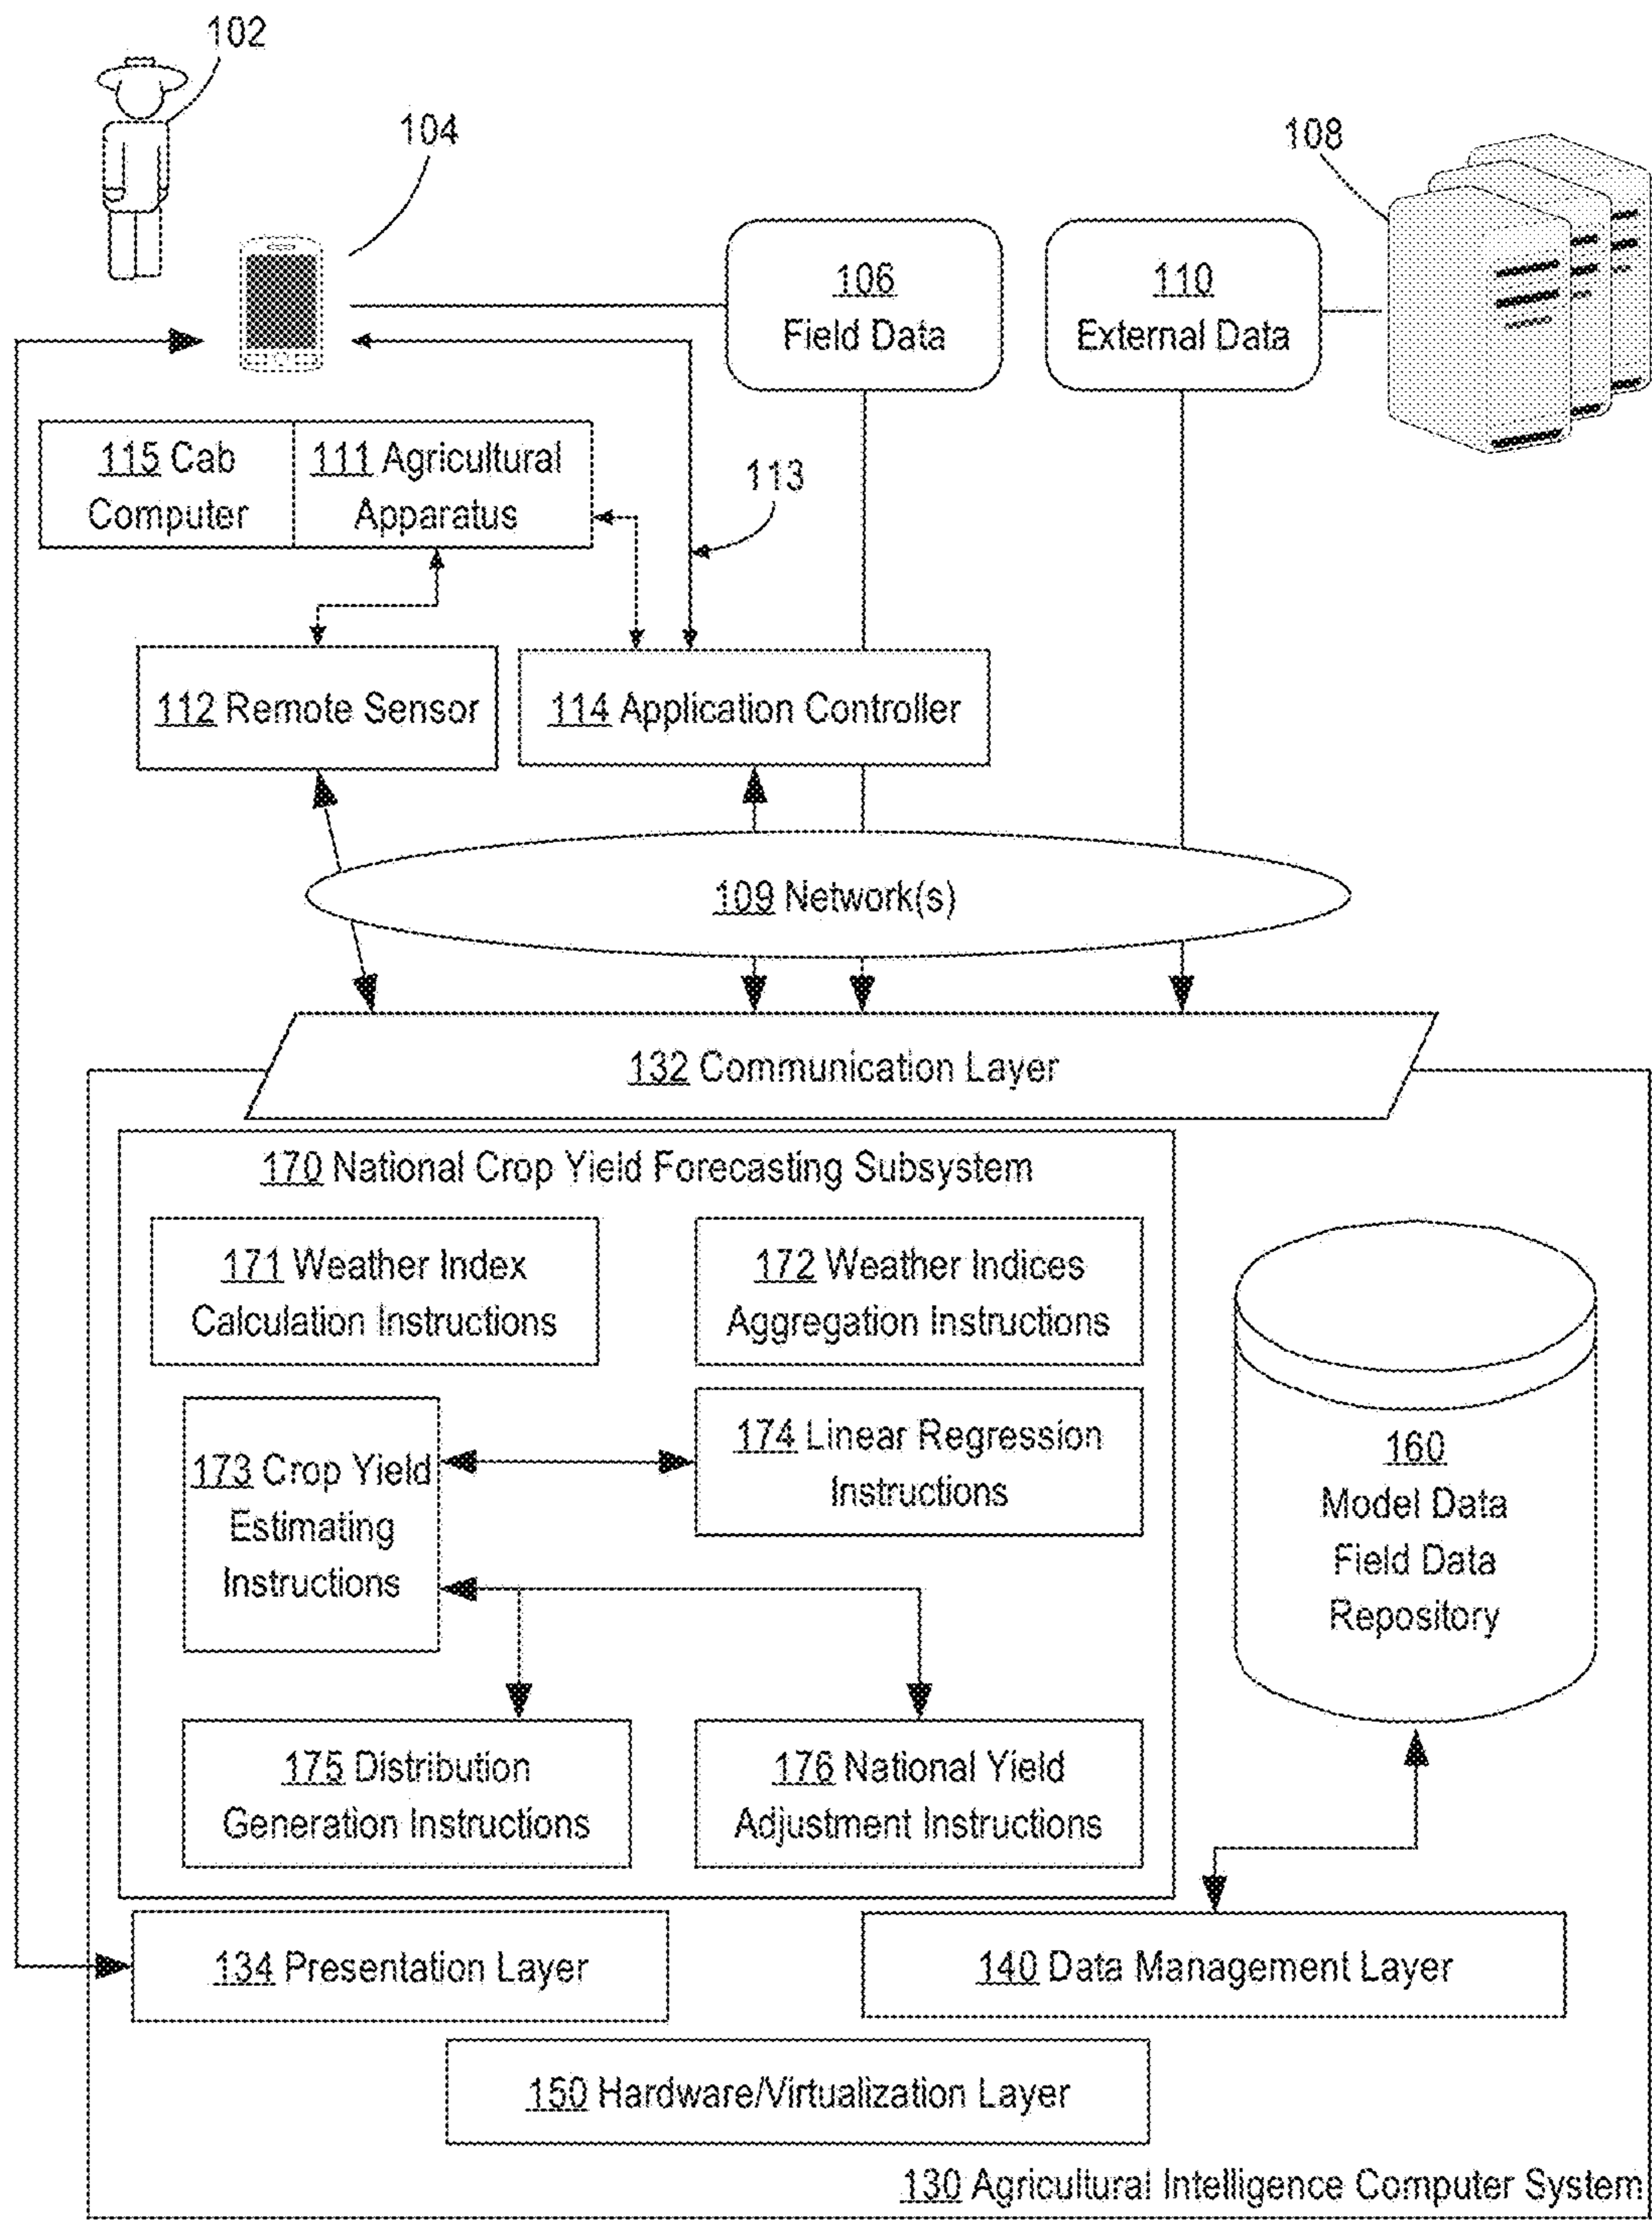 102
104
108
106
Field Data
110
External Data
115 Cab
Computer
111 Agricultural
Apparatus
113
112 Remote Sensor
114 Application Controller
109 Network(s)
132 Communication Layer
170 National Crop Yield Forecasting Subsystem
171 Weather Index
Calculation Instructions
172 Weather Indices
Aggregation Instructions
173 Crop Yield
Estimating
Instructions
174 Linear Regression
Instructions
160
Model Data
Field Data
Repository
175 Distribution
Generation Instructions
176 National Yield
Adjustment Instructions
134 Presentation Layer
140 Data Management Layer
150 Hardware/Virtualization Layer
130 Agricultural Intelligence Computer System